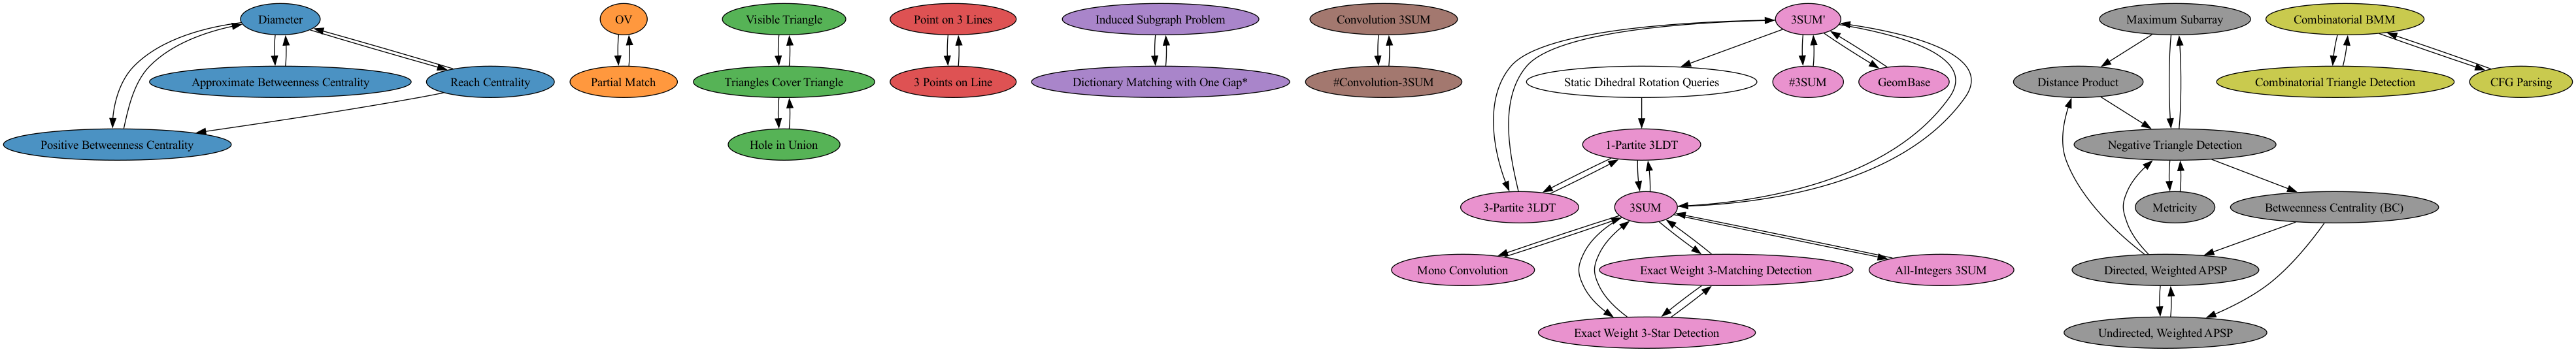 Diameter
OV
Visible Triangle
Point on 3 Lines
Induced Subgraph Problem
Convolution 3SUM
3SUM'
Maximum Subarray
Combinatorial BMM
Approximate Betweenness Centrality
Reach Centrality
Partial Match
Triangles Cover Triangle
3 Points on Line
Dictionary Matching with One Gap*
#Convolution-3SUM
Static Dihedral Rotation Queries
#3SUM
GeomBase
Distance Product
Combinatorial Triangle Detection
CFG Parsing
Positive Betweenness Centrality
Hole in Union
1-Partite 3LDT
Negative Triangle Detection
3-Partite 3LDT
3SUM
Metricity
Betweenness Centrality (BC)
Mono Convolution
Exact Weight 3-Matching Detection
All-Integers 3SUM
Directed, Weighted APSP
Exact Weight 3-Star Detection
Undirected, Weighted APSP